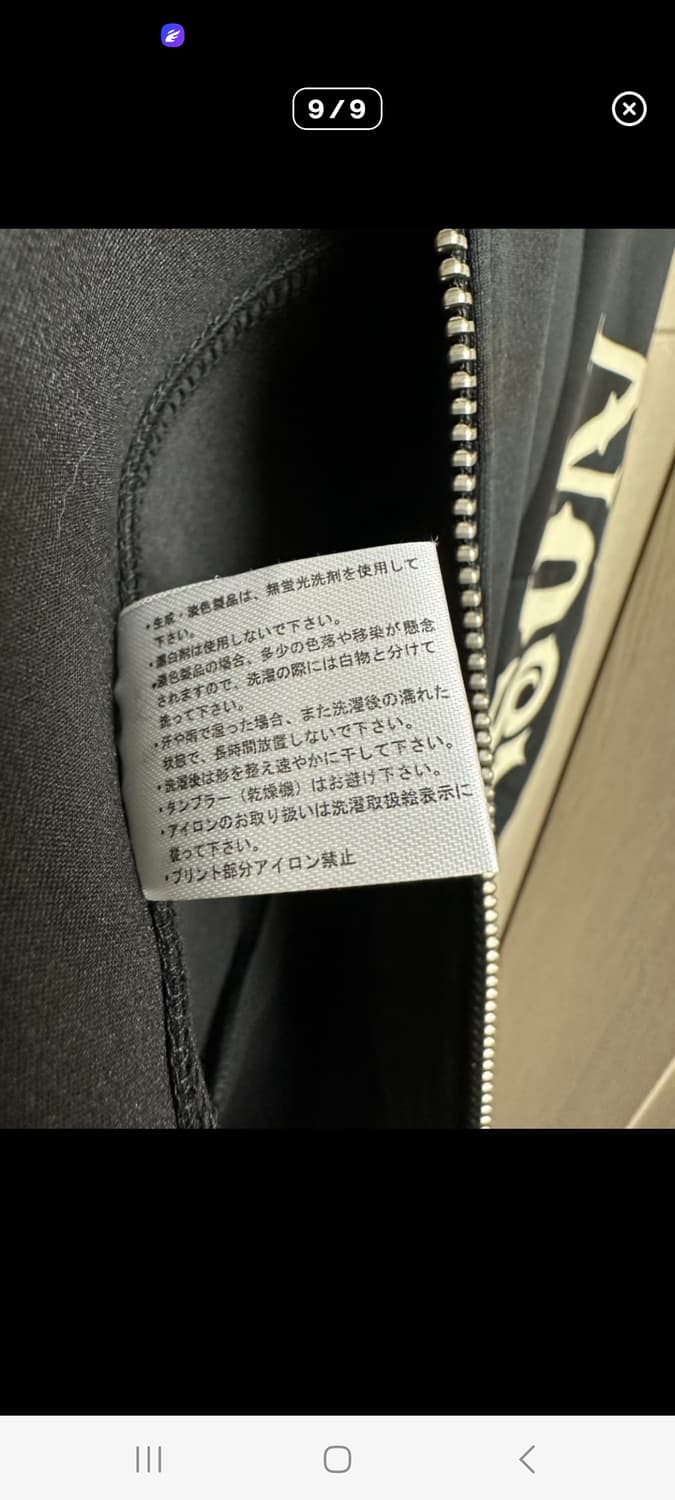 9/9
・生成・淡色製品は、無蛍光洗剤を使用して
下さい。
・漂白剤は使用しないで下さい。
・濃色製品の場合、多少の色落や移染が懸念
されますので、洗濯の際には白物と分けて
洗って下さい。
・汗や雨で湿った場合、また洗濯後の濡れた
状態で、長時間放置しないで下さい。
・洗濯後は形を整え速やかに干して下さい。
・タンブラー（乾燥機）はお避け下さい。
・アイロンのお取り扱いは洗濯取扱絵表示に
従って下さい。
・プリント部分アイロン禁止